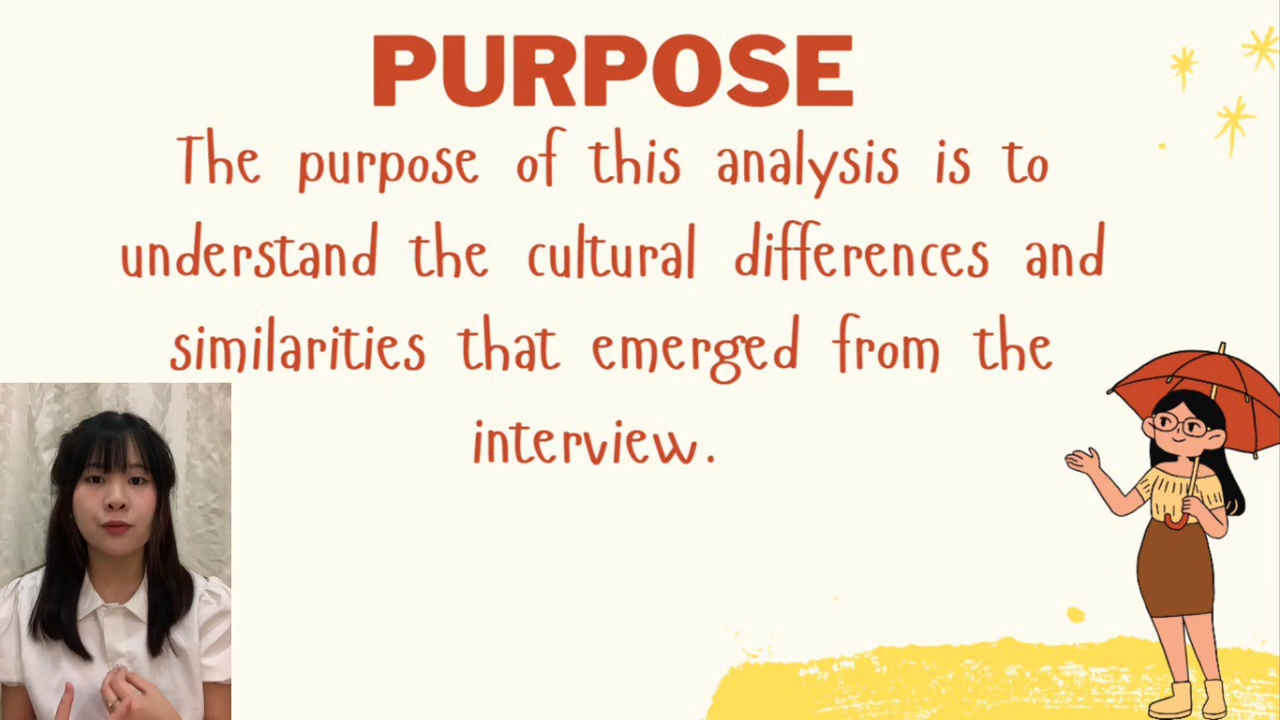 PURPOSE
The purpose of this analysis is to
understand the cultural differences and
similarities that emerged from the
interview.